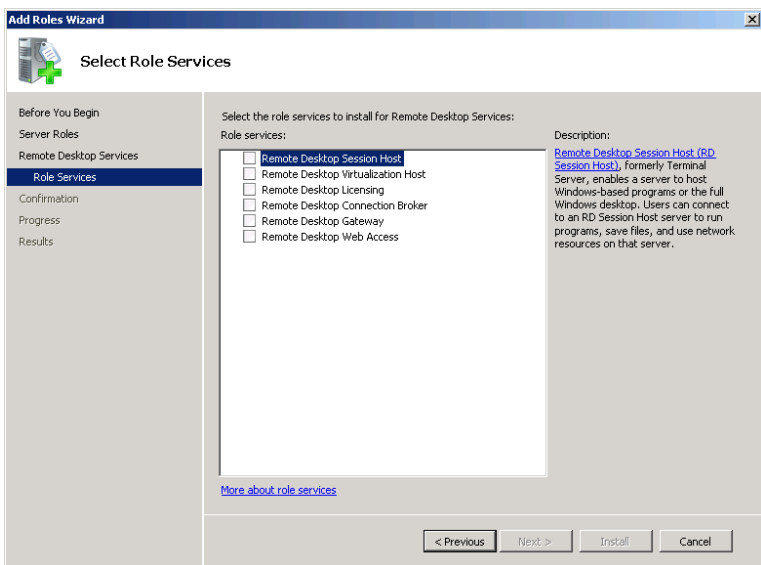 Add Roles Wizard
Select Role Services
Before You Begin
Server Roles
Remote Desktop Services
Role Services
Confirmation
Progress
Results
Select the role services to install for Remote Desktop Services:
Role services:
Remote Desktop Session Host
Remote Desktop Virtualization Host
Remote Desktop Licensing
Remote Desktop Connection Broker
Remote Desktop Gateway
Remote Desktop Web Access
More about role services
Description:
Remote Desktop Session Host (RD
Session Host), formerly Terminal
Server, enables a server to host
Windows-based programs or the full
Windows desktop. Users can connect
to an RD Session Host server to run
programs, save files, and use network
resources on that server.
< Previous
Next >
Install
Cancel